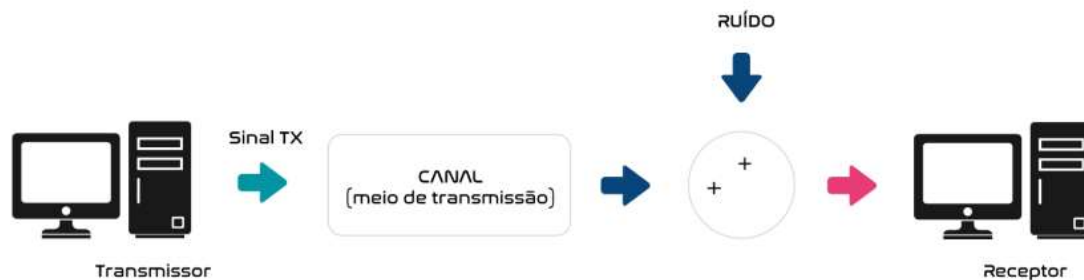 RUÍDO
Sinal TX
CANAL
(meio de transmissão)
+
+
Transmissor
Receptor